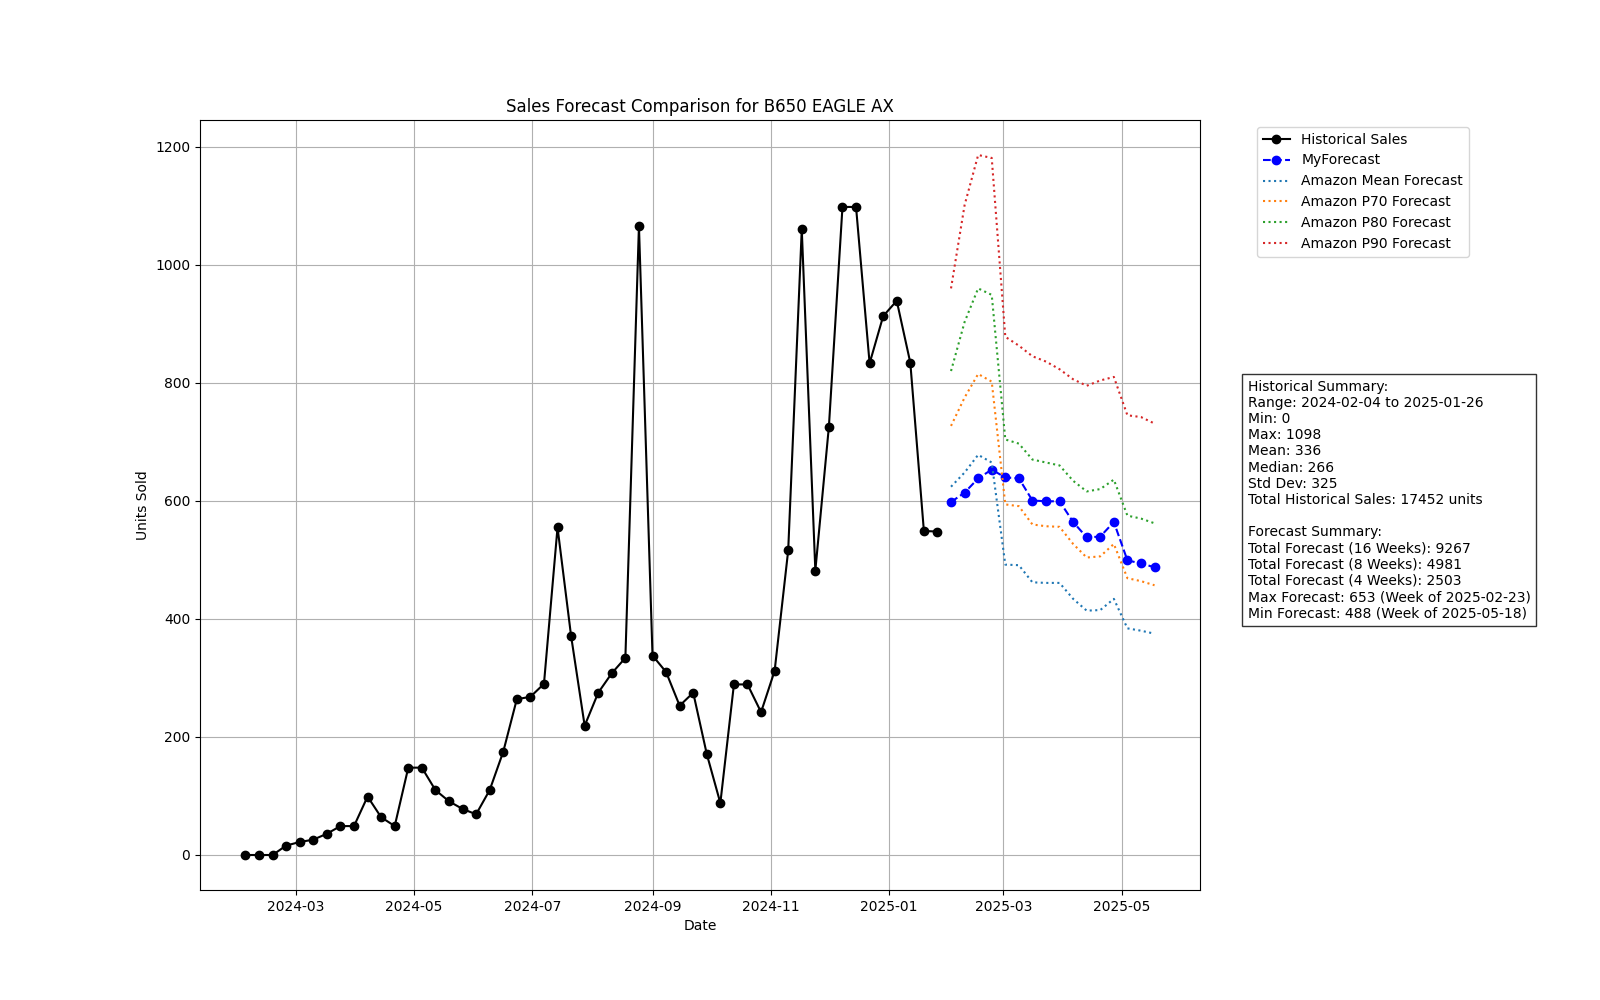 Sales Forecast Comparison for B650 EAGLE AX
Units Sold
1200
1000
800
600
400
200
0
2024-03
2024-05
2024-07
2024-09
2024-11
2025-01
2025-03
2025-05
Date
Historical Sales
MyForecast
Amazon Mean Forecast
Amazon P70 Forecast
Amazon P80 Forecast
Amazon P90 Forecast
Historical Summary:
Range: 2024-02-04 to 2025-01-26
Min: 0
Max: 1098
Mean: 336
Median: 266
Std Dev: 325
Total Historical Sales: 17452 units
Forecast Summary:
Total Forecast (16 Weeks): 9267
Total Forecast (8 Weeks): 4981
Total Forecast (4 Weeks): 2503
Max Forecast: 653 (Week of 2025-02-23)
Min Forecast: 488 (Week of 2025-05-18)